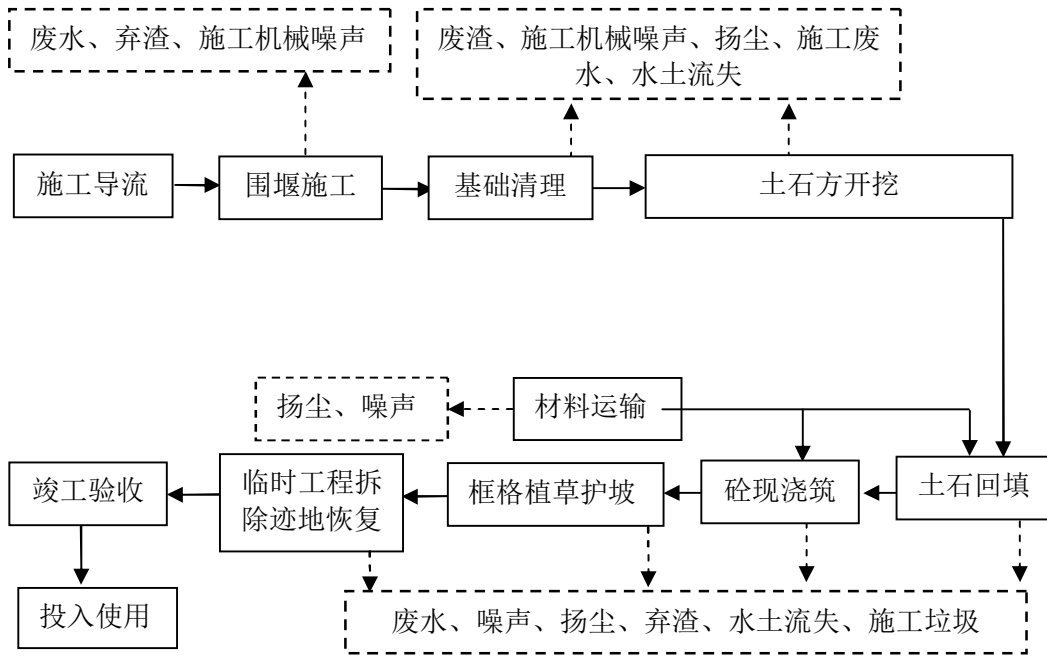 废水、弃渣、施工机械噪声
废渣、施工机械噪声、扬尘、施工废
水、水土流失
施工导流
围堰施工
基础清理
土石方开挖
扬尘、噪声
材料运输
竣工验收
临时工程拆
除迹地恢复
框格植草护坡
砼现浇筑
土石回填
投入使用
废水、噪声、扬尘、弃渣、水土流失、施工垃圾